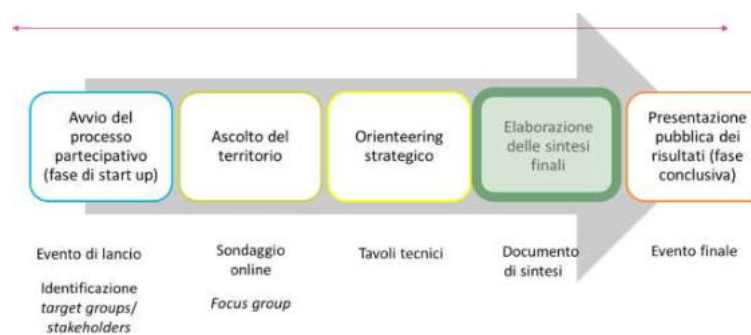 Avvio del
processo
partecipativo
(fase di start up)
Ascolto del
territorio
Orienteering
strategico
Elaborazione
delle sintesi
finali
Presentazione
pubblica dei
risultati (fase
conclusiva)
Evento di lancio
Identificazione
target groups/
stakeholders
Sondaggio
online
Focus group
Tavoli tecnici
Documento
di sintesi
Evento finale